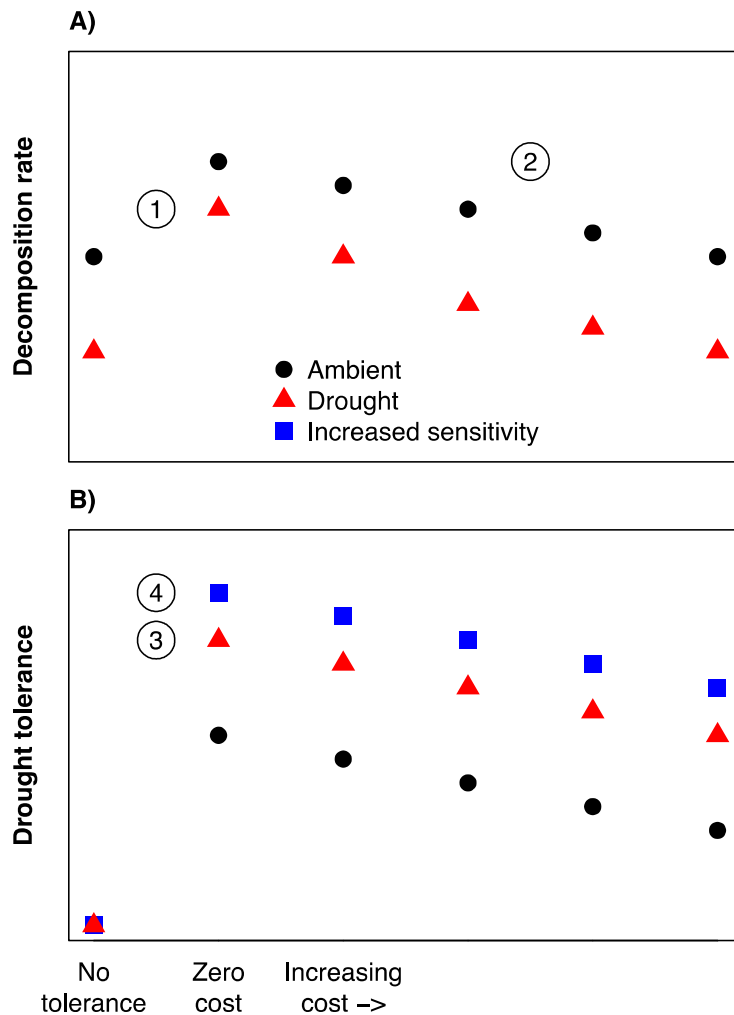 A)
Decomposition rate
1
2
Ambient
Drought
Increased sensitivity
B)
Drought tolerance
4
3
No
tolerance
Zero
cost
Increasing
cost –>